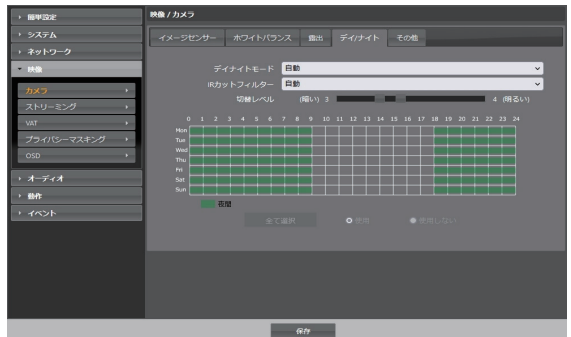 簡単設定
システム
ネットワーク
映像
カメラ
ストリーミング
VAT
プライバシーマスキング
OSD
オーディオ
動作
イベント
映像 / カメラ
イメージセンサー ホワイトバランス 露出 デイ/ナイト その他
デイナイトモード 自動
IRカットフィルター 自動
切替レベル (暗い) 3 4 (明るい)
0 1 2 3 4 5 6 7 8 9 10 11 12 13 14 15 16 17 18 19 20 21 22 23 24
Mon
Tue
Wed
Thu
Fri
Sat
Sun
夜間
全て選択 使用 使用しない
保存